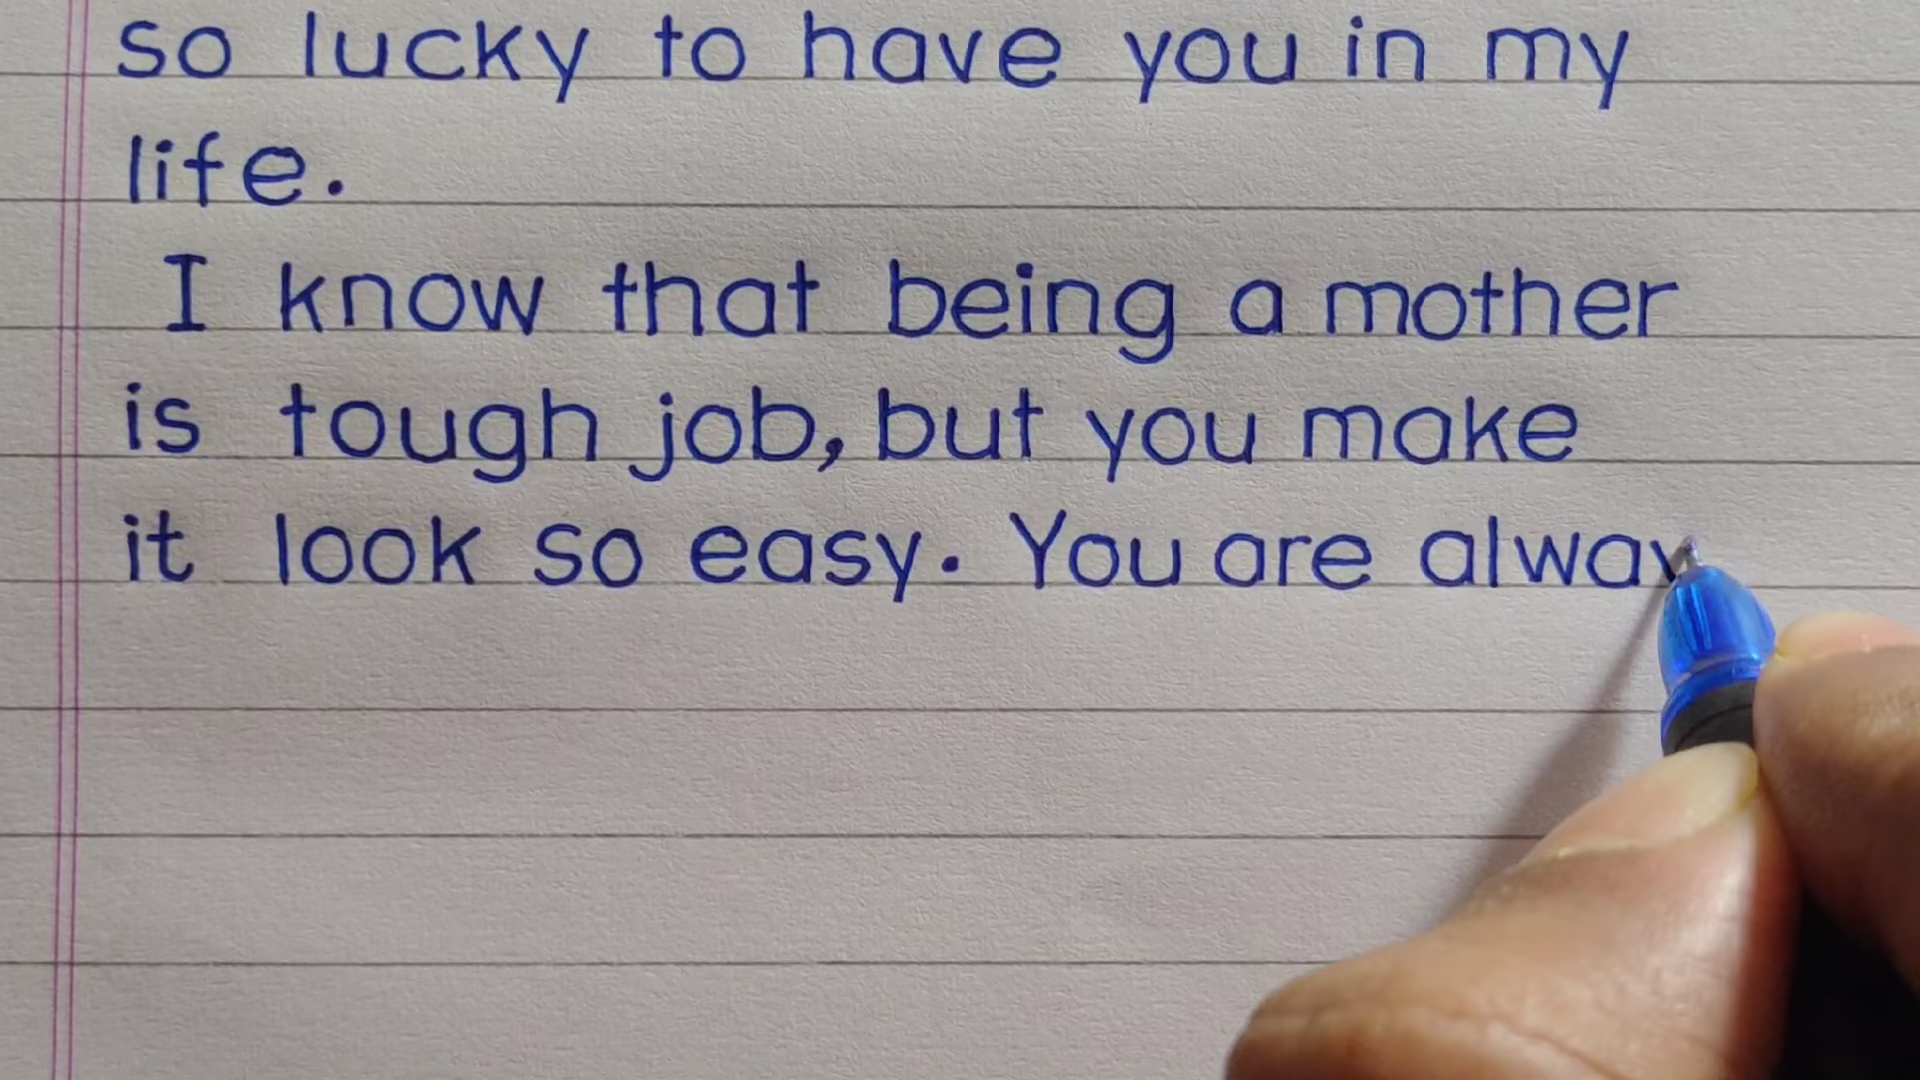 so lucky to have you in my
life.
I know that being a mother
is tough job, but you make
it look so easy. You are